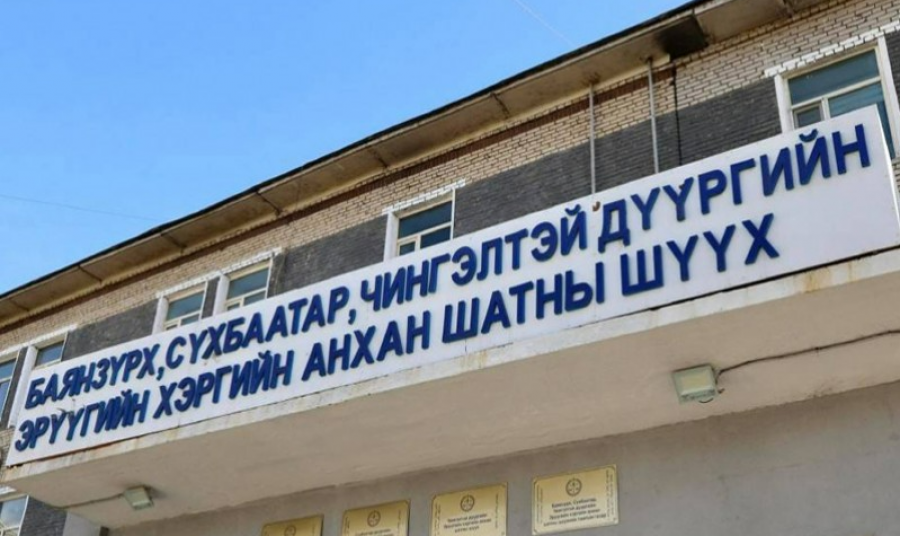 БАЯНЗҮРХ, СҮХБААТАР, ЧИНГЭЛТЭЙ ДҮҮРГИЙН
ЭРҮҮГИЙН ХЭРГИЙН АНХАН ШАТНЫ ШҮҮХ